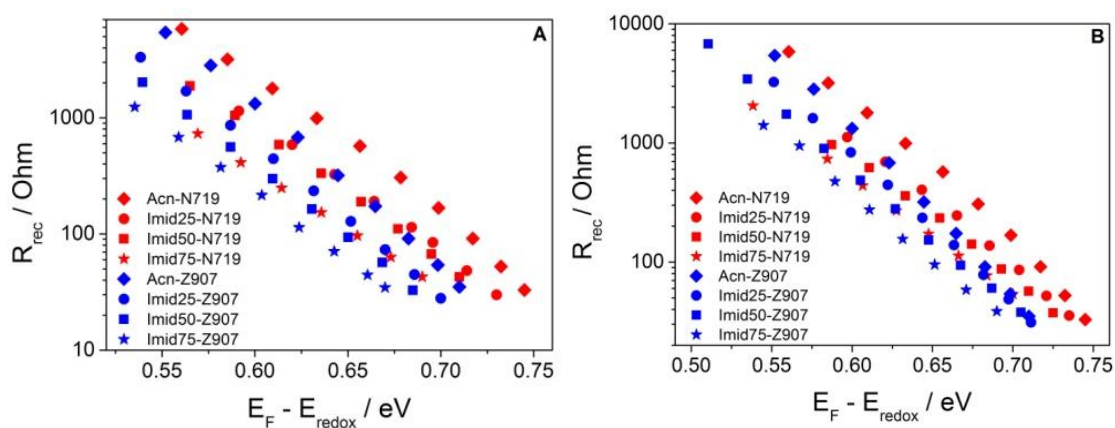 A
1000
100
10
R_rec / Ohm
Acn-N719
Imid25-N719
Imid50-N719
Imid75-N719
Acn-Z907
Imid25-Z907
Imid50-Z907
Imid75-Z907
0.55 0.60 0.65 0.70 0.75
E_F - E_redox / eV
B
10000
1000
100
R_rec / Ohm
Acn-N719
Imid25-N719
Imid50-N719
Imid75-N719
Acn-Z907
Imid25-Z907
Imid50-Z907
Imid75-Z907
0.50 0.55 0.60 0.65 0.70 0.75
E_F - E_redox / eV